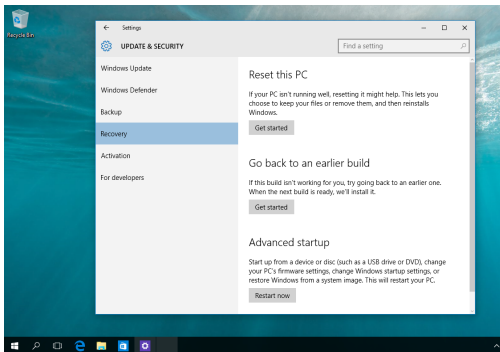 Recycle Bin
Settings
UPDATE & SECURITY
Find a setting
Windows Update
Windows Defender
Backup
Recovery
Activation
For developers
Reset this PC
If your PC isn't running well, resetting it might help. This lets you
choose to keep your files or remove them, and then reinstalls
Windows.
Get started
Go back to an earlier build
If this build isn't working for you, try going back to an earlier one.
When the next build is ready, we'll install it.
Get started
Advanced startup
Start up from a device or disc (such as a USB drive or DVD), change
your PC's firmware settings, change Windows startup settings, or
restore Windows from a system image. This will restart your PC.
Restart now